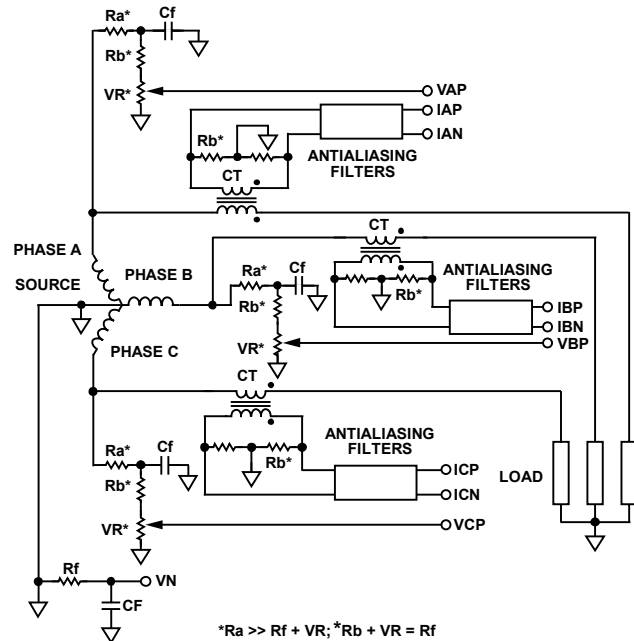 Ra*
Cf
Rb*
VR*
VAP
IAP
IAN
Rb*
ANTIALIASING
FILTERS
CT
CT
PHASE A
SOURCE
PHASE B
PHASE C
Ra*
Cf
Rb*
VR*
ANTIALIASING
FILTERS
Rb*
IBP
IBN
VBP
CT
Ra*
Cf
Rb*
VR*
Rb*
ANTIALIASING
FILTERS
ICP
ICN
VCP
LOAD
Rf
VN
CF
*Ra >> Rf + VR; *Rb + VR = Rf